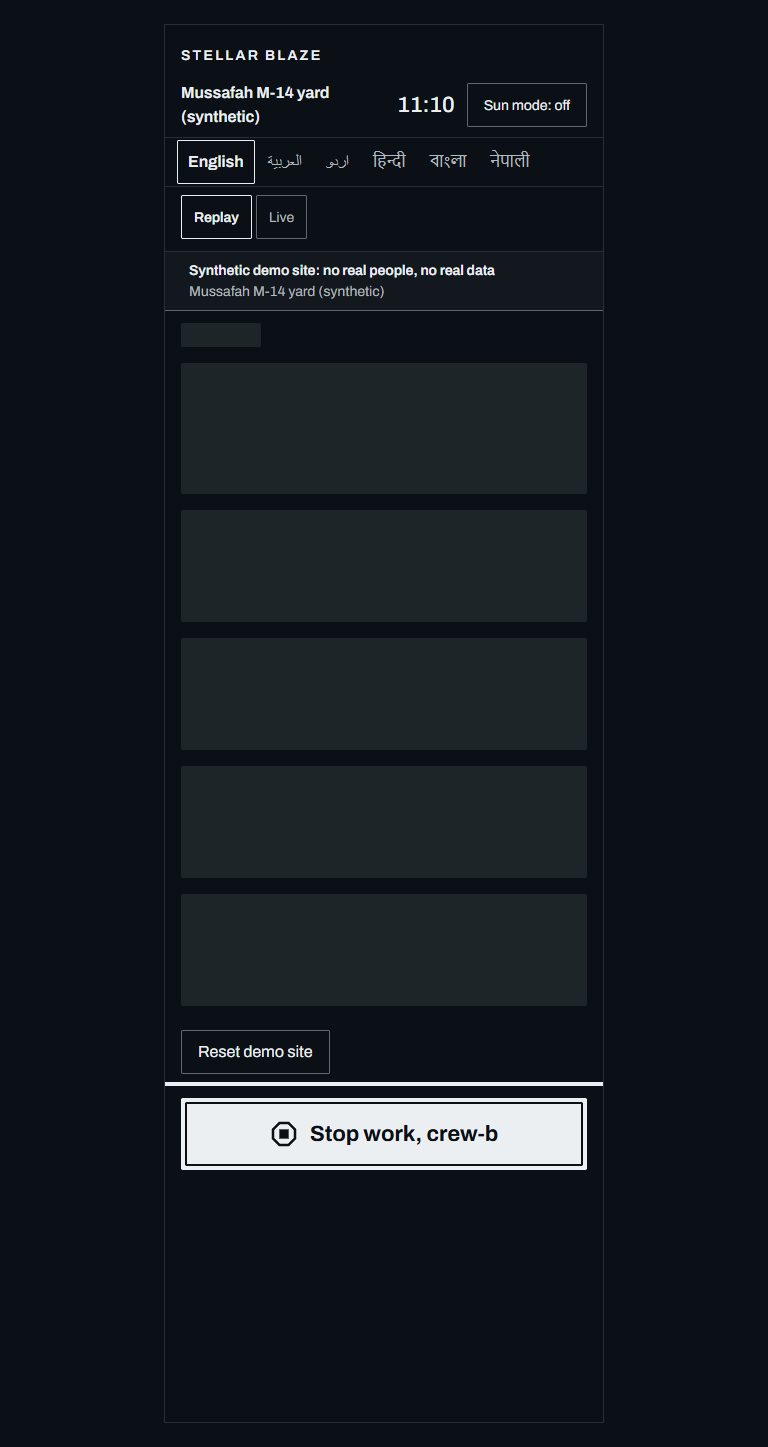 STELLAR BLAZE
Mussafah M-14 yard
(synthetic)
11:10
Sun mode: off
English
العربية
اردو
हिन्दी
বাংলা
नेपाली
Replay
Live
Synthetic demo site: no real people, no real data
Mussafah M-14 yard (synthetic)
Reset demo site
Stop work, crew-b